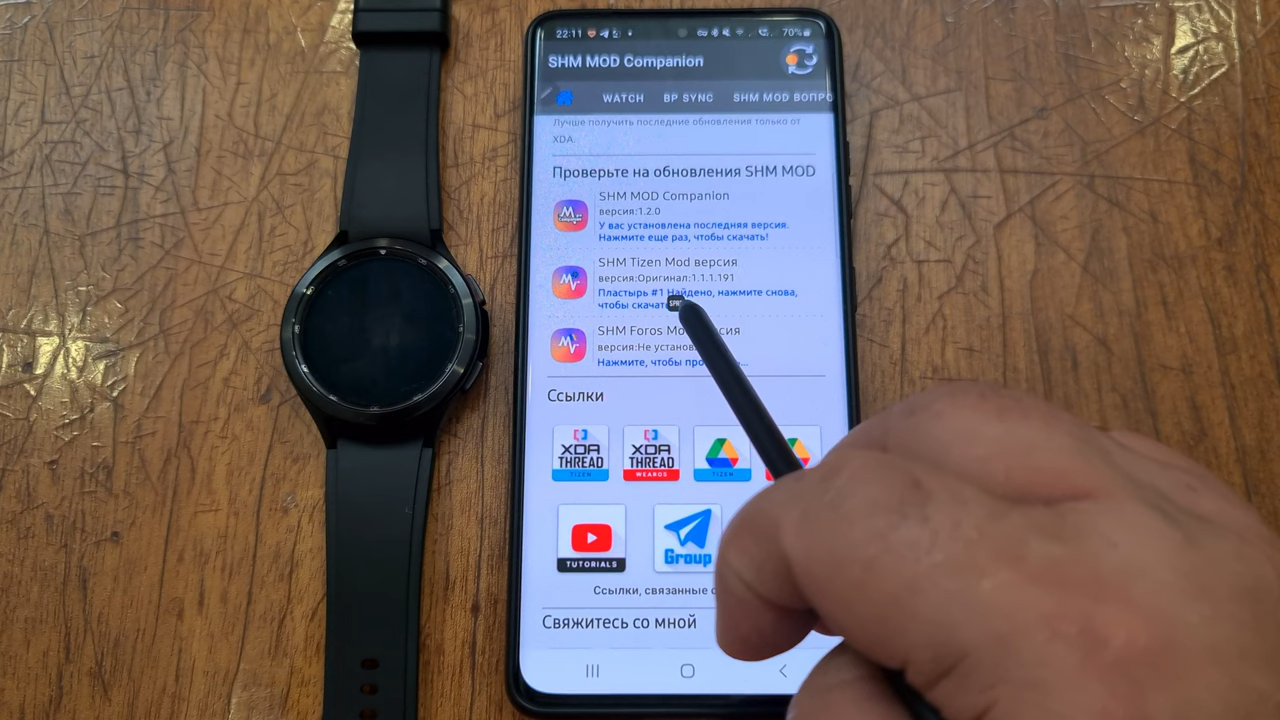 22:11
70%
SHM MOD Companion
WATCH BP SYNC SHM MOD ВОПРО
Лучше получить последние обновления только от
XDA.
Проверьте на обновления SHM MOD
SHM MOD Companion
версия:1.2.0
У вас установлена последняя версия.
Нажмите еще раз, чтобы скачать!
SHM Tizen Mod версия
версия:Оригинал:1.1.1.191
Пластырь #1 Найдено, нажмите снова,
чтобы скачат
SHM Foros Mo рсия
версия:Не установ
Нажмите, чтобы про ...
Ссылки
XDA THREAD TIZEN
XDA THREAD WEAROS
TIZEN
TUTORIALS
Group
Ссылки, связанные с
Свяжитесь со мной